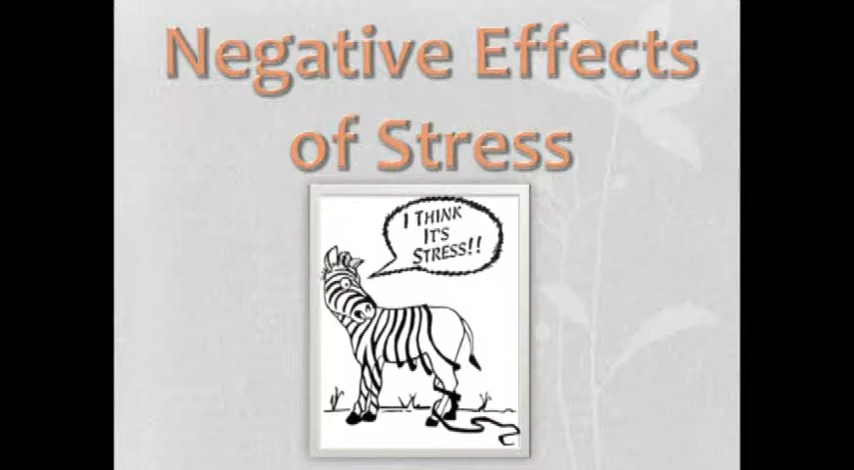 Negative Effects
of Stress
I THINK
IT'S
STRESS!!